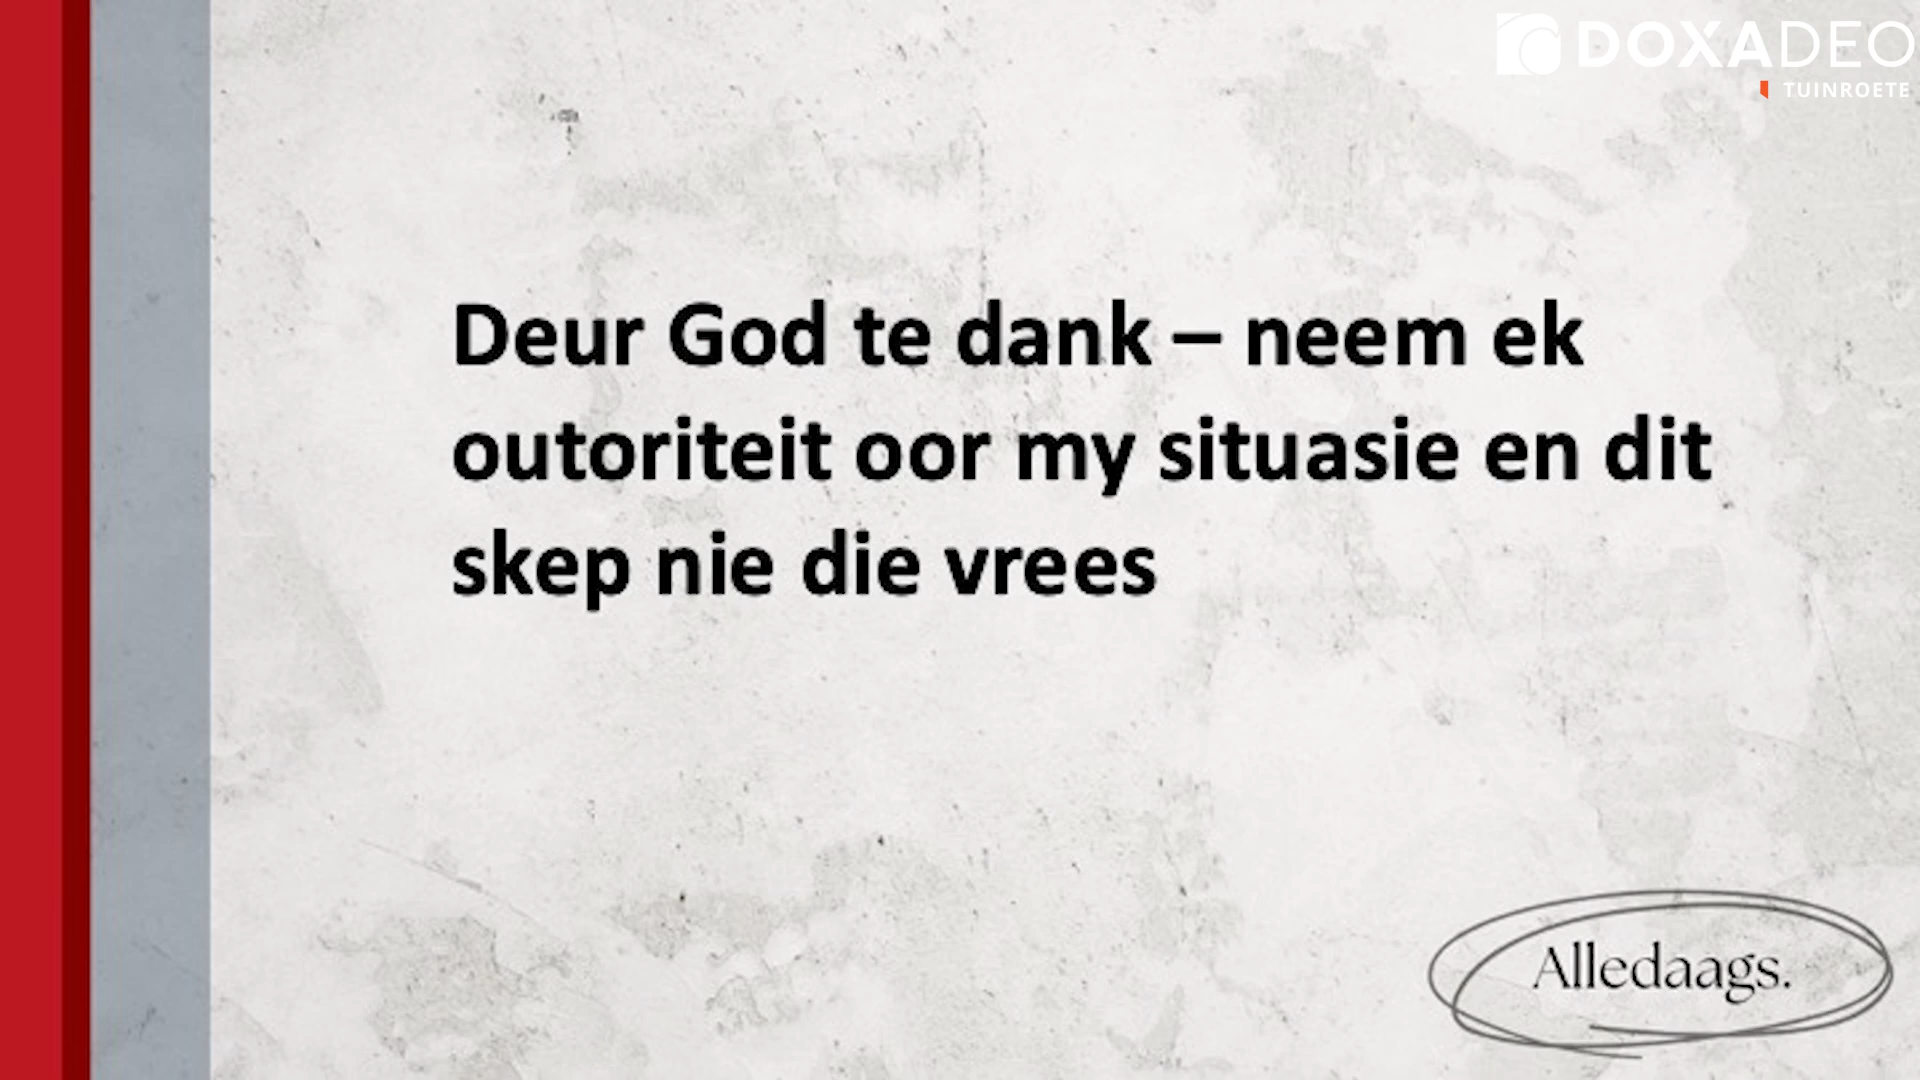 DOXADEO
TUINROETE
Deur God te dank – neem ek
outoriteit oor my situasie en dit
skep nie die vrees
Alledaags.